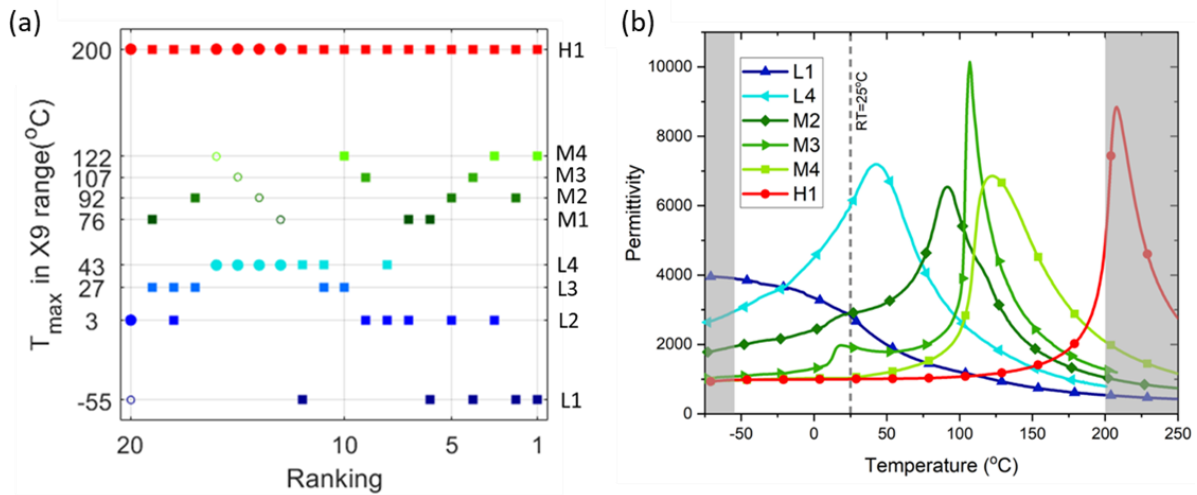 (a)
T_max in X9 range(°C)
200
122
107
92
76
43
27
3
-55
H1
M4
M3
M2
M1
L4
L3
L2
L1
20
10
5
1
Ranking
(b)
Permittivity
10000
8000
6000
4000
2000
0
L1
L4
M2
M3
M4
H1
RT=25°C
-50
0
50
100
150
200
250
Temperature (°C)